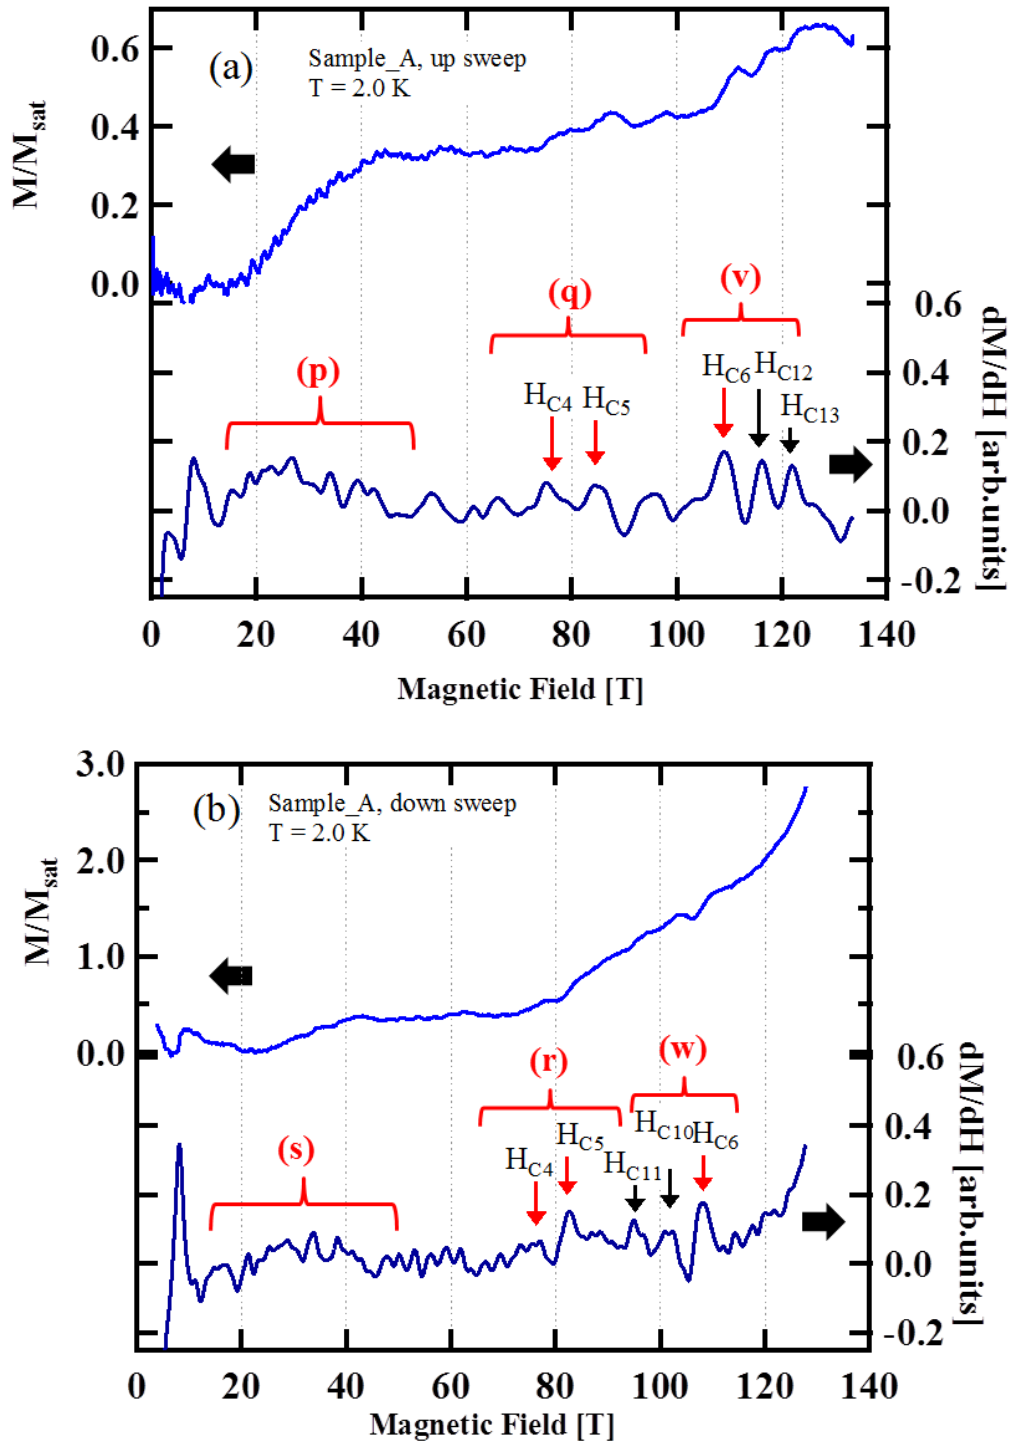 0.6
0.4
0.2
0.0
M/Msat
(a)
Sample_A, up sweep
T = 2.0 K
(p)
(q)
(v)
HC4
HC5
HC6
HC12
HC13
0.6
0.4
0.2
0.0
-0.2
dM/dH [arb.units]
0 20 40 60 80 100 120 140
Magnetic Field [T]
3.0
2.0
1.0
0.0
M/Msat
(b)
Sample_A, down sweep
T = 2.0 K
(s)
(r)
(w)
HC4
HC5
HC11
HC10
HC6
0.6
0.4
0.2
0.0
-0.2
dM/dH [arb.units]
0 20 40 60 80 100 120 140
Magnetic Field [T]